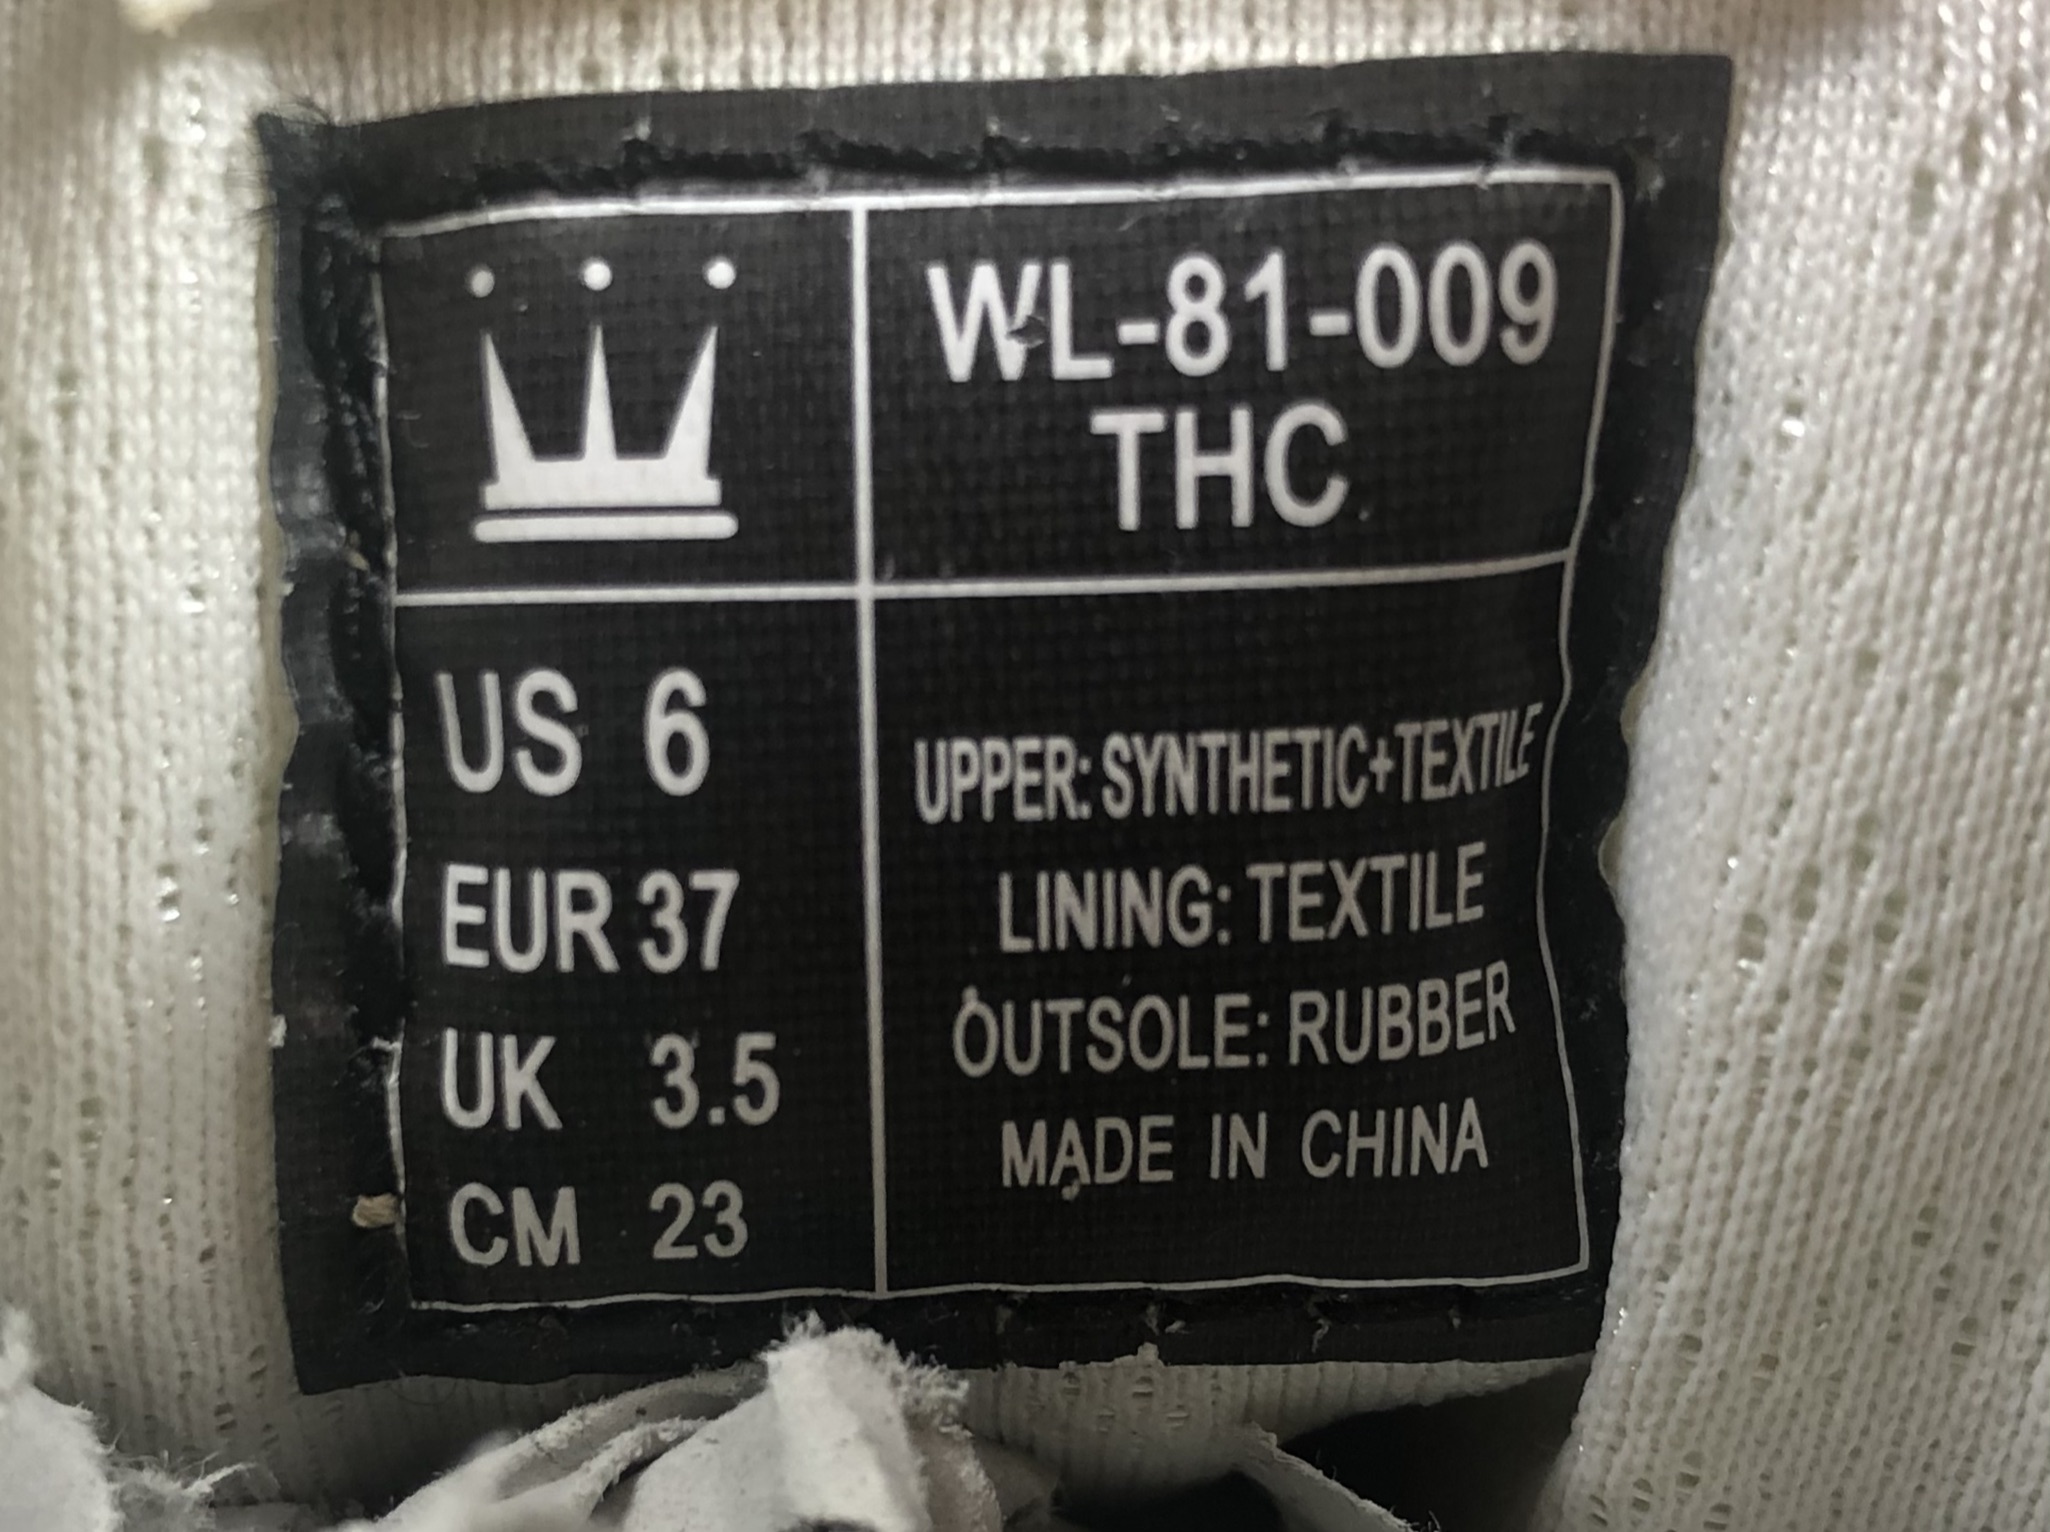 WL-81-009
THC
US 6
EUR 37
UK 3.5
CM 23
UPPER: SYNTHETIC+TEXTILE
LINING: TEXTILE
OUTSOLE: RUBBER
MADE IN CHINA